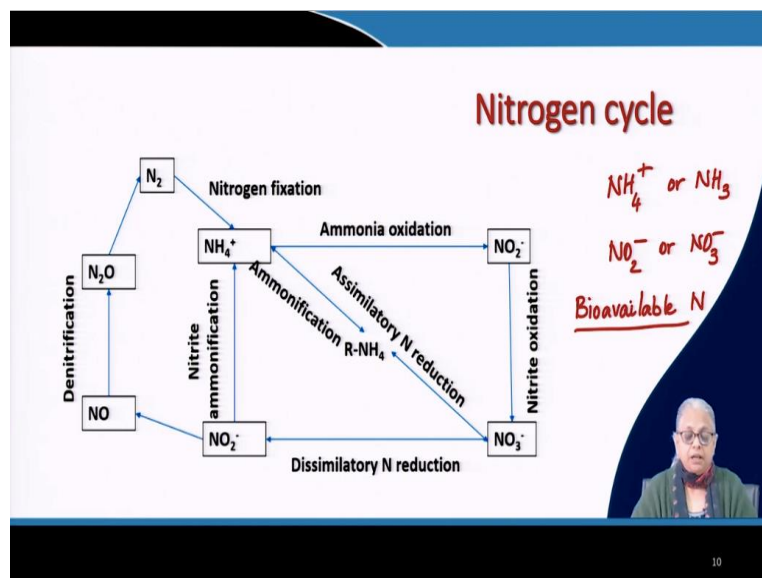 Nitrogen cycle
N₂
Nitrogen fixation
NH₄⁺ or NH₃
NH₄⁺
Ammonia oxidation
NO₂⁻
NO₂⁻ or NO₃⁻
N₂O
Bioavailable N
Denitrification
Nitrite
ammonification
Ammonification
Assimilatory N reduction
R-NH₄
Nitrite oxidation
NO
NO₂⁻
NO₃⁻
Dissimilatory N reduction
10